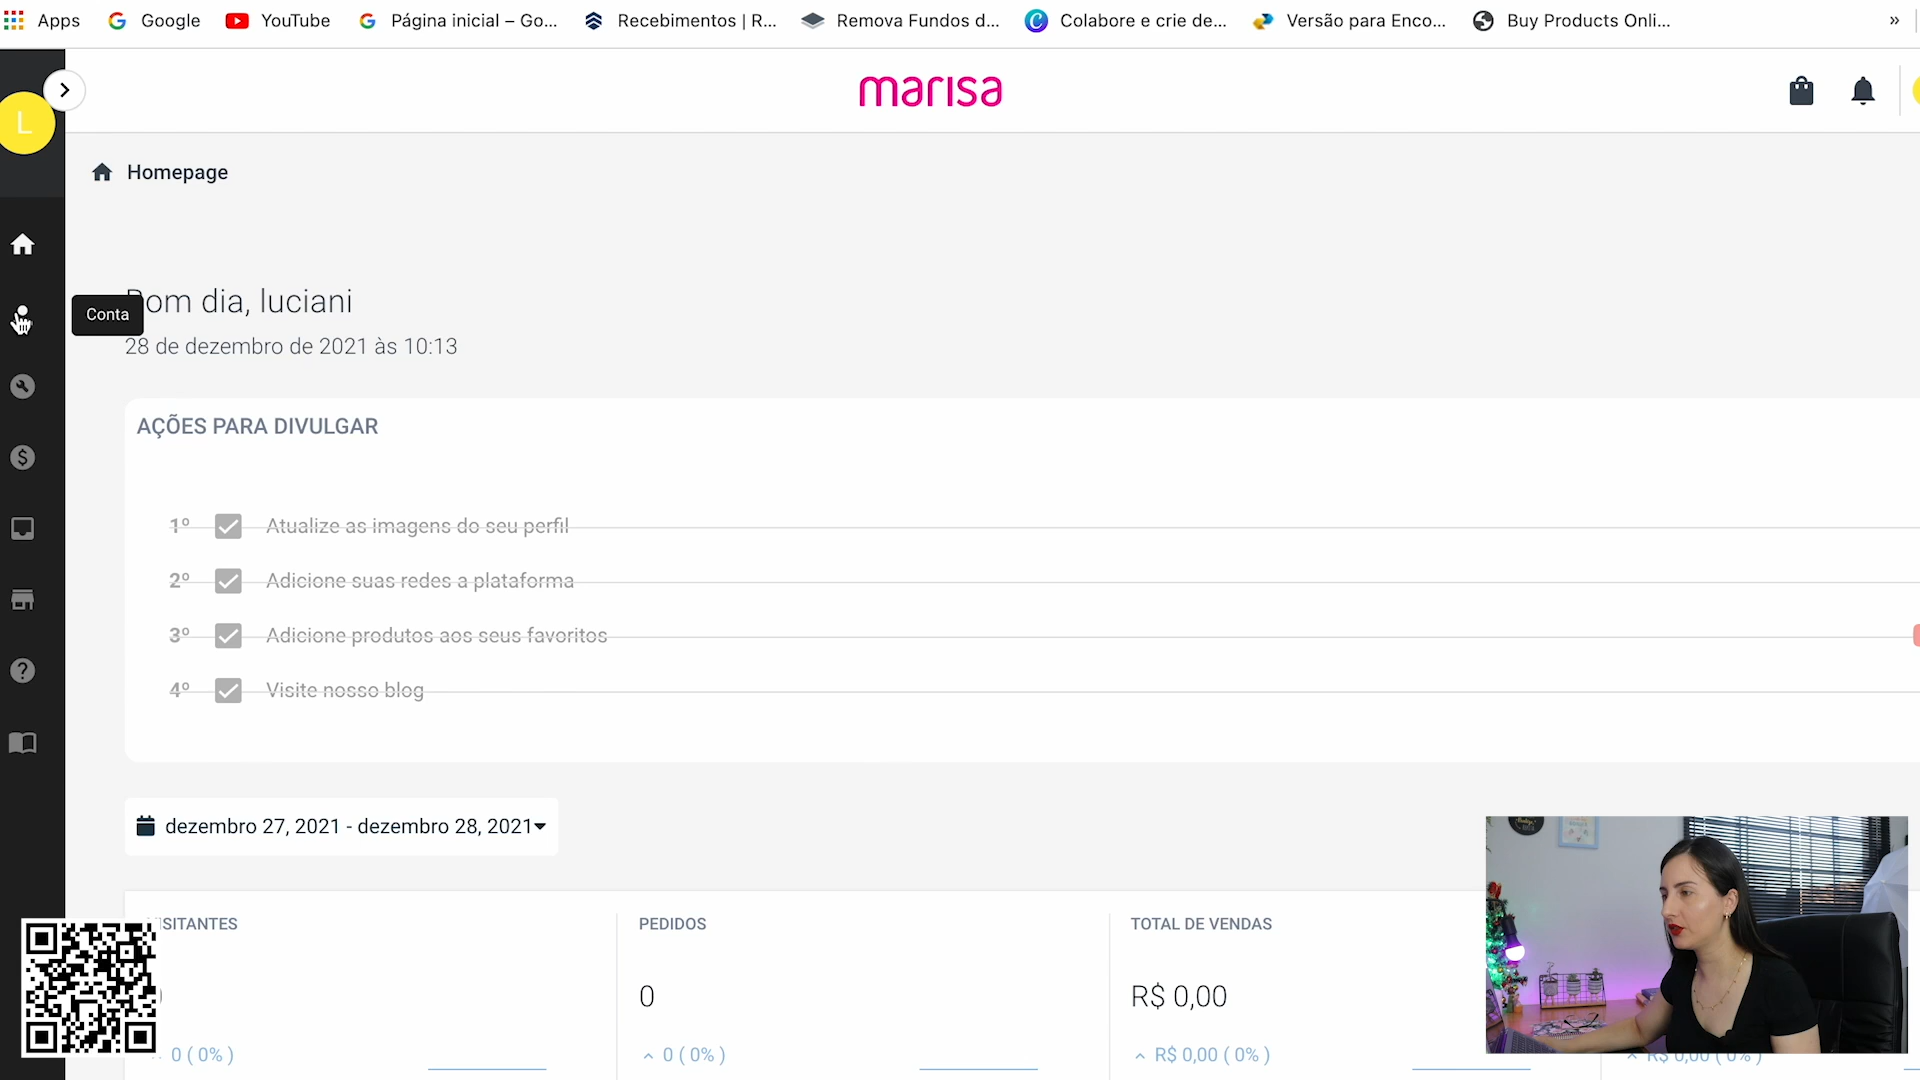 Apps
Google
YouTube
Página inicial – Go...
Recebimentos | R...
Remova Fundos d...
Colabore e crie de...
Versão para Enco...
Buy Products Onli...
»
marisa
L
Homepage
Conta
om dia, luciani
28 de dezembro de 2021 às 10:13
AÇÕES PARA DIVULGAR
1º Atualize as imagens do seu perfil
2º Adicione suas redes a plataforma
3º Adicione produtos aos seus favoritos
4º Visite nosso blog
dezembro 27, 2021 - dezembro 28, 2021
SITANTES
PEDIDOS
TOTAL DE VENDAS
0
R$ 0,00
0 ( 0% )
0 ( 0% )
R$ 0,00 ( 0% )
R$ 0,00 ( 0% )